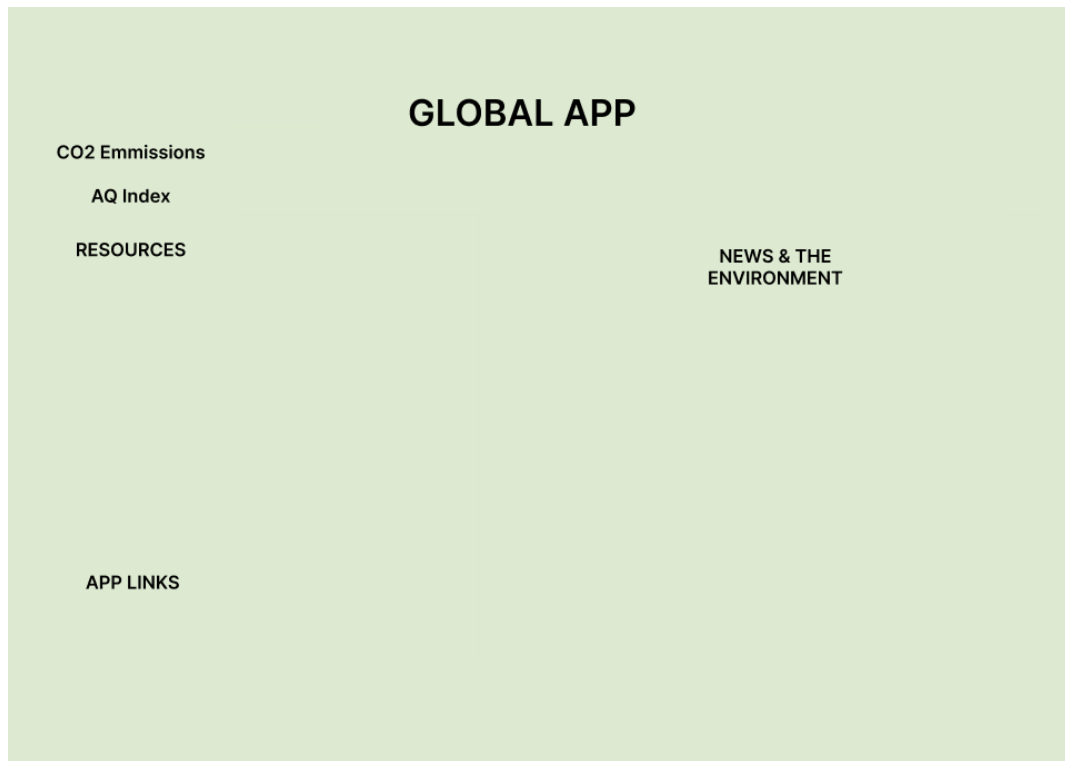 GLOBAL APP
CO2 Emmissions
AQ Index
RESOURCES
NEWS & THE
ENVIRONMENT
APP LINKS